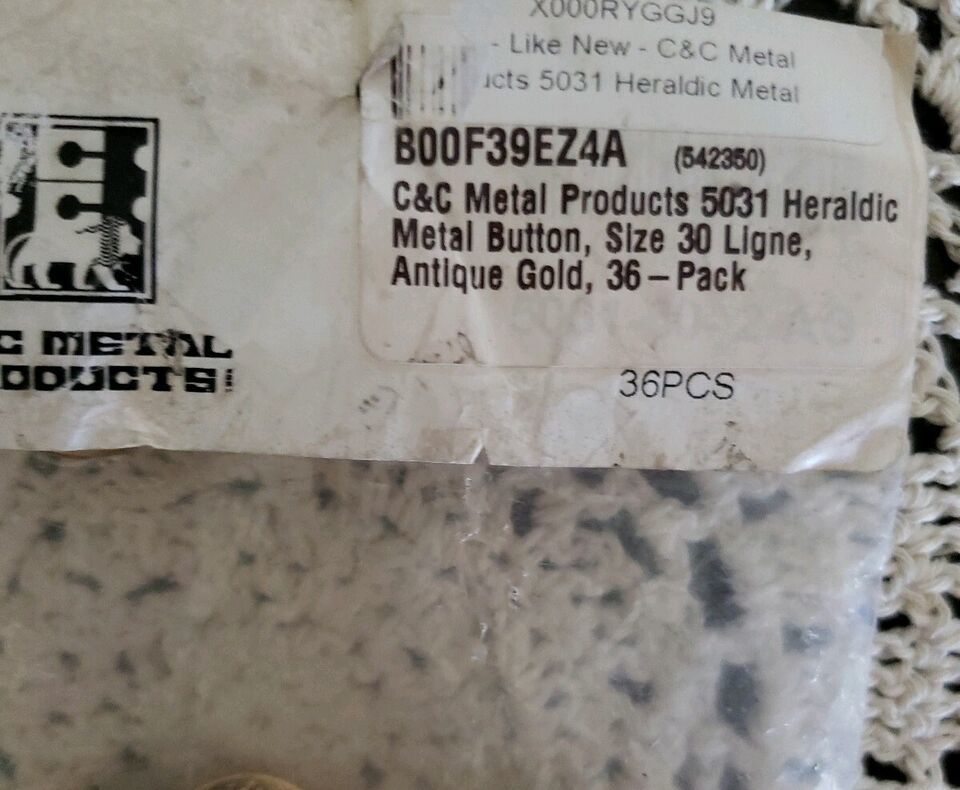 X000RYGGJ9
- Like New - C&C Metal
ucts 5031 Heraldic Metal
B00F39EZ4A (542350)
C&C Metal Products 5031 Heraldic
Metal Button, Size 30 Ligne,
Antique Gold, 36-Pack
36PCS
C METAL
ODUCTS